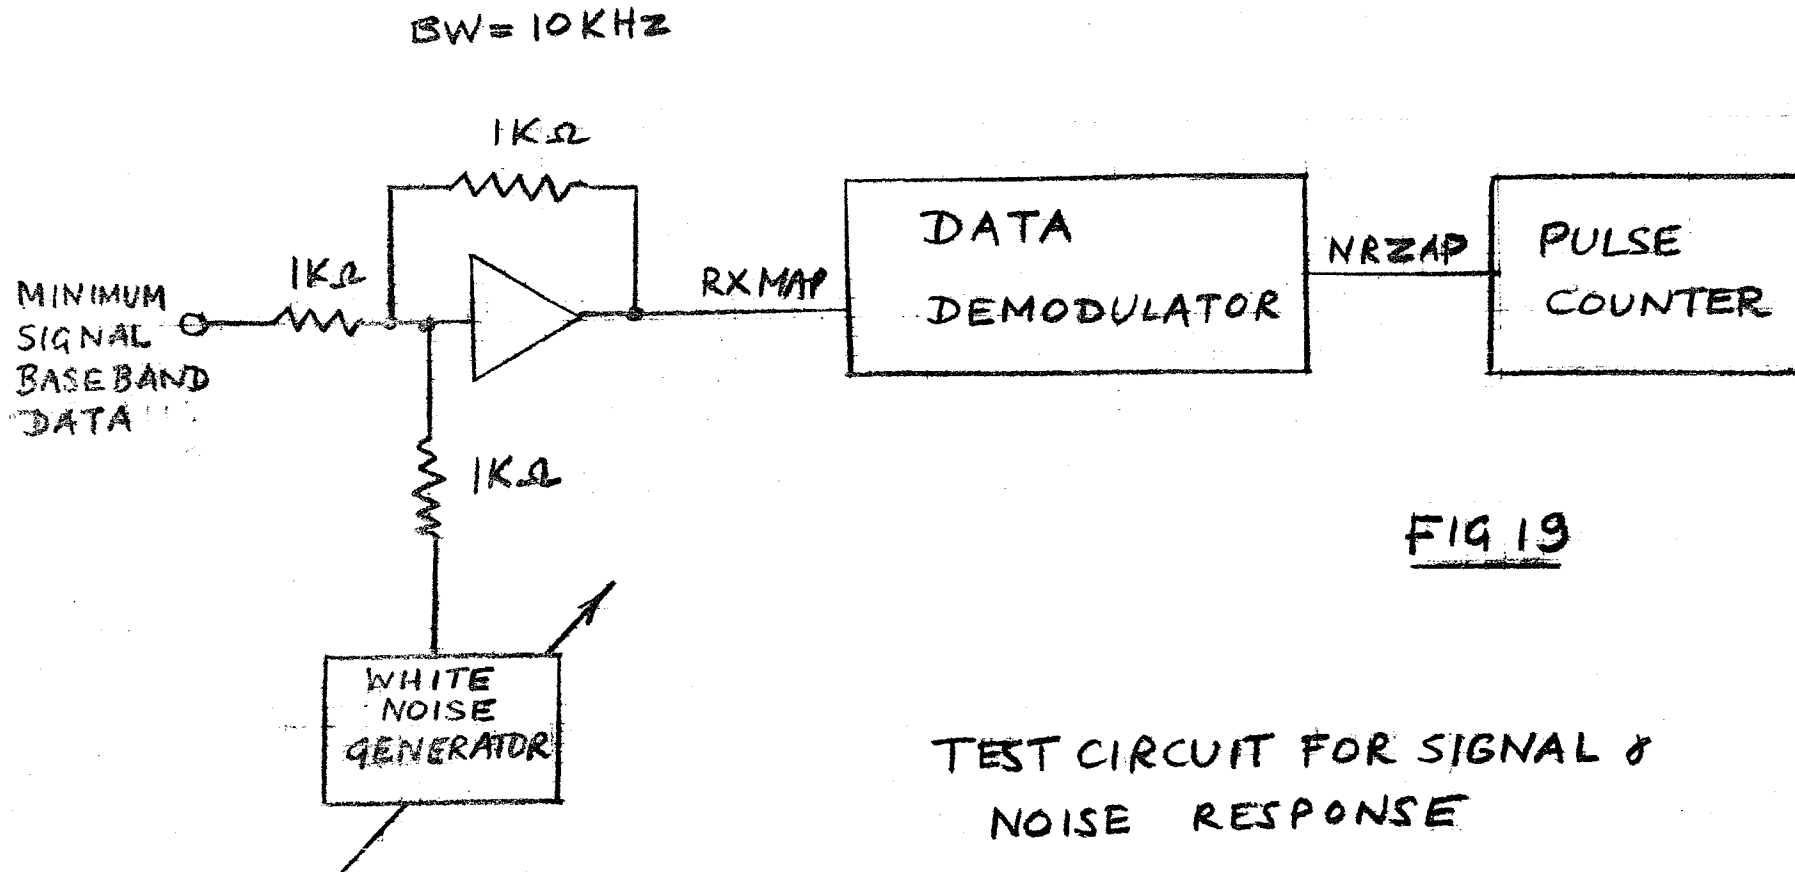 BW = 10KHz
1KΩ
1KΩ
MINIMUM
SIGNAL
BASEBAND
DATA
RXMAP
DATA
DEMODULATOR
NRZAP
PULSE
COUNTER
1KΩ
FIG 19
WHITE
NOISE
GENERATOR
TEST CIRCUIT FOR SIGNAL &
NOISE RESPONSE